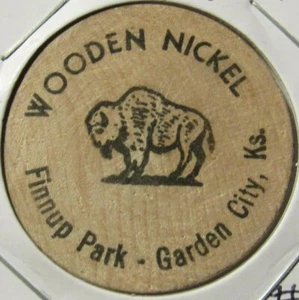 WOODEN NICKEL
Finnup Park - Garden City, Ks.